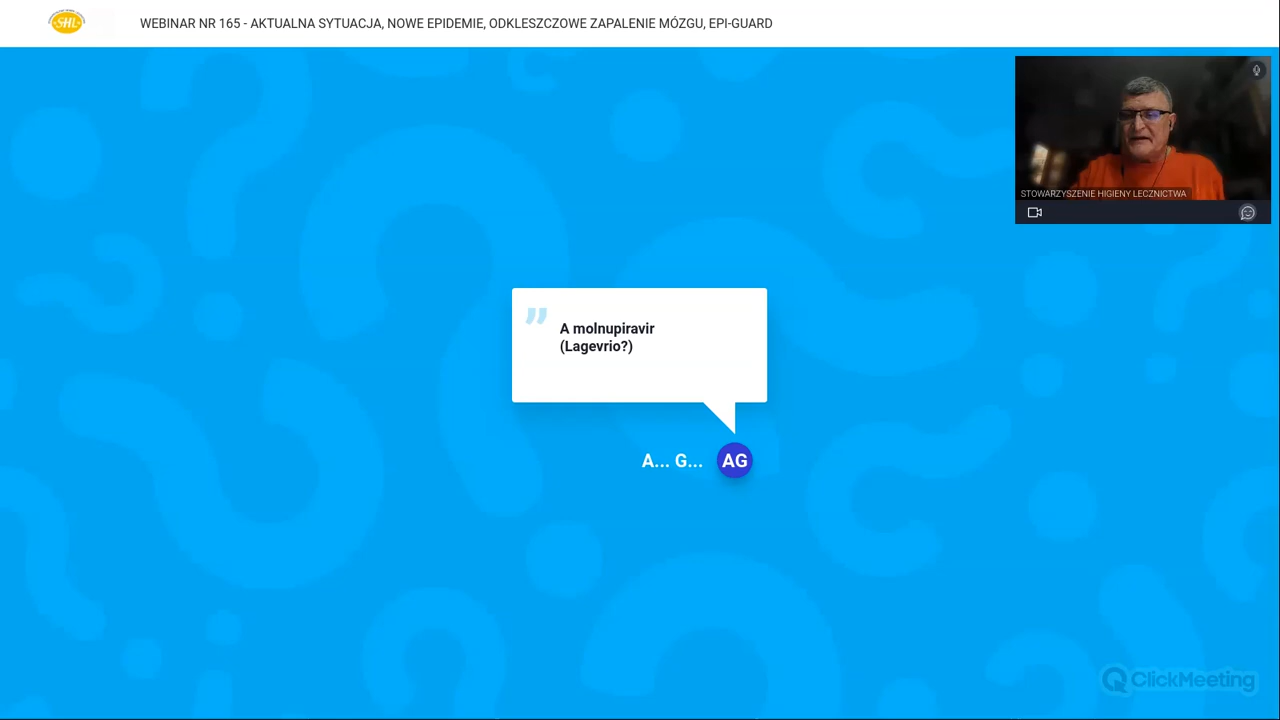 SHL
WEBINAR NR 165 - AKTUALNA SYTUACJA, NOWE EPIDEMIE, ODKLESZCZOWE ZAPALENIE MÓZGU, EPI-GUARD
STOWARZYSZENIE HIGIENY LECZNICTWA
” A molnupiravir
(Lagevrio?)
A... G... AG
ClickMeeting